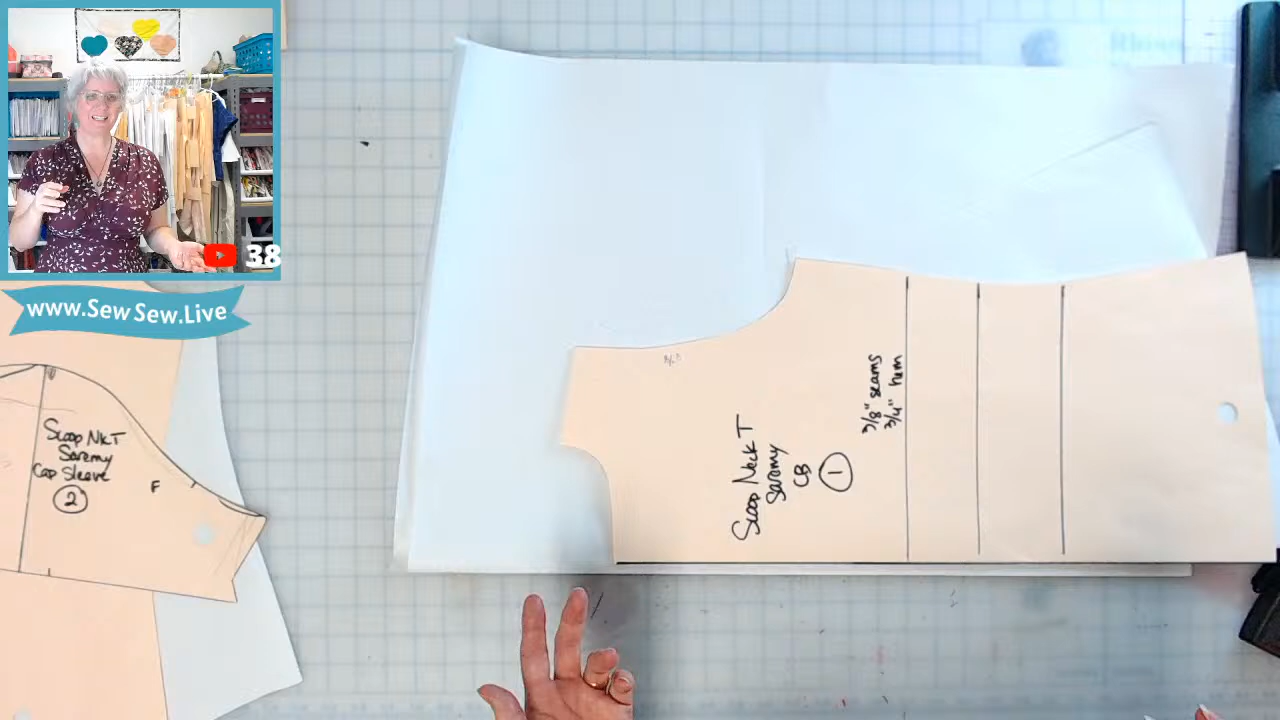 38
www.SewSew.Live
Scoop Nk T
Saremy
Cap Sleeve
2
F
Scoop Neck T
Saremy
CB
1
3/8" seams
3/4" hem